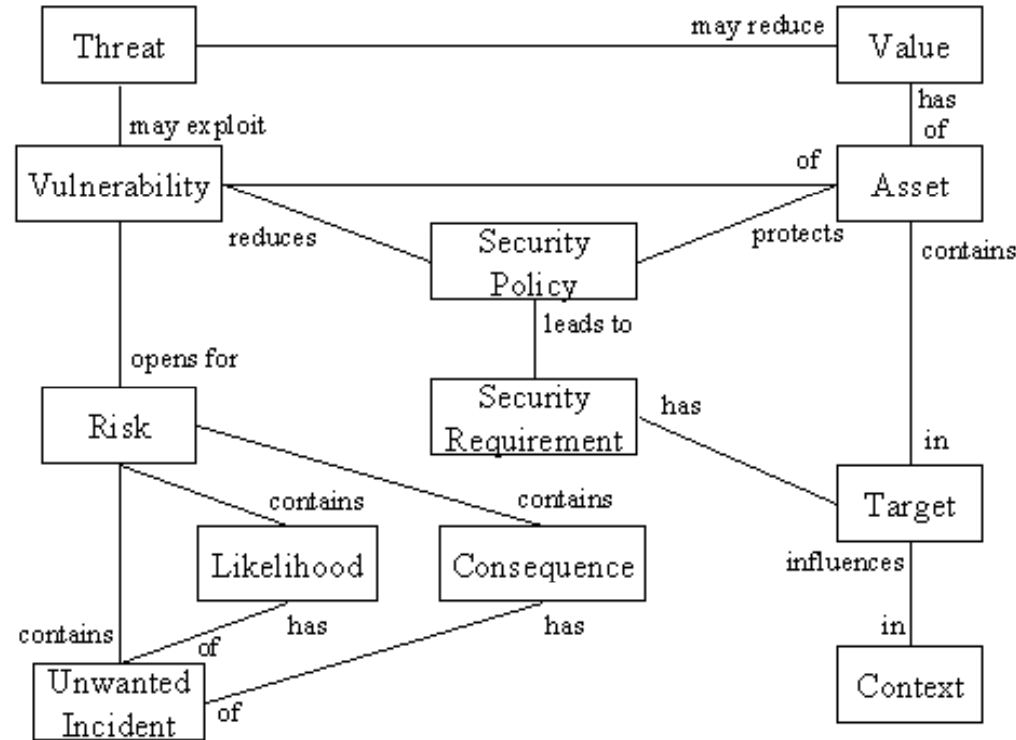 Threat
may reduce
Value
has
may exploit
of
Vulnerability
of
Asset
reduces
Security
Policy
protects
contains
leads to
opens for
Risk
Security
Requirement
has
in
contains
contains
Target
Likelihood
Consequence
influences
contains
of
has
has
in
Unwanted
Incident
of
Context